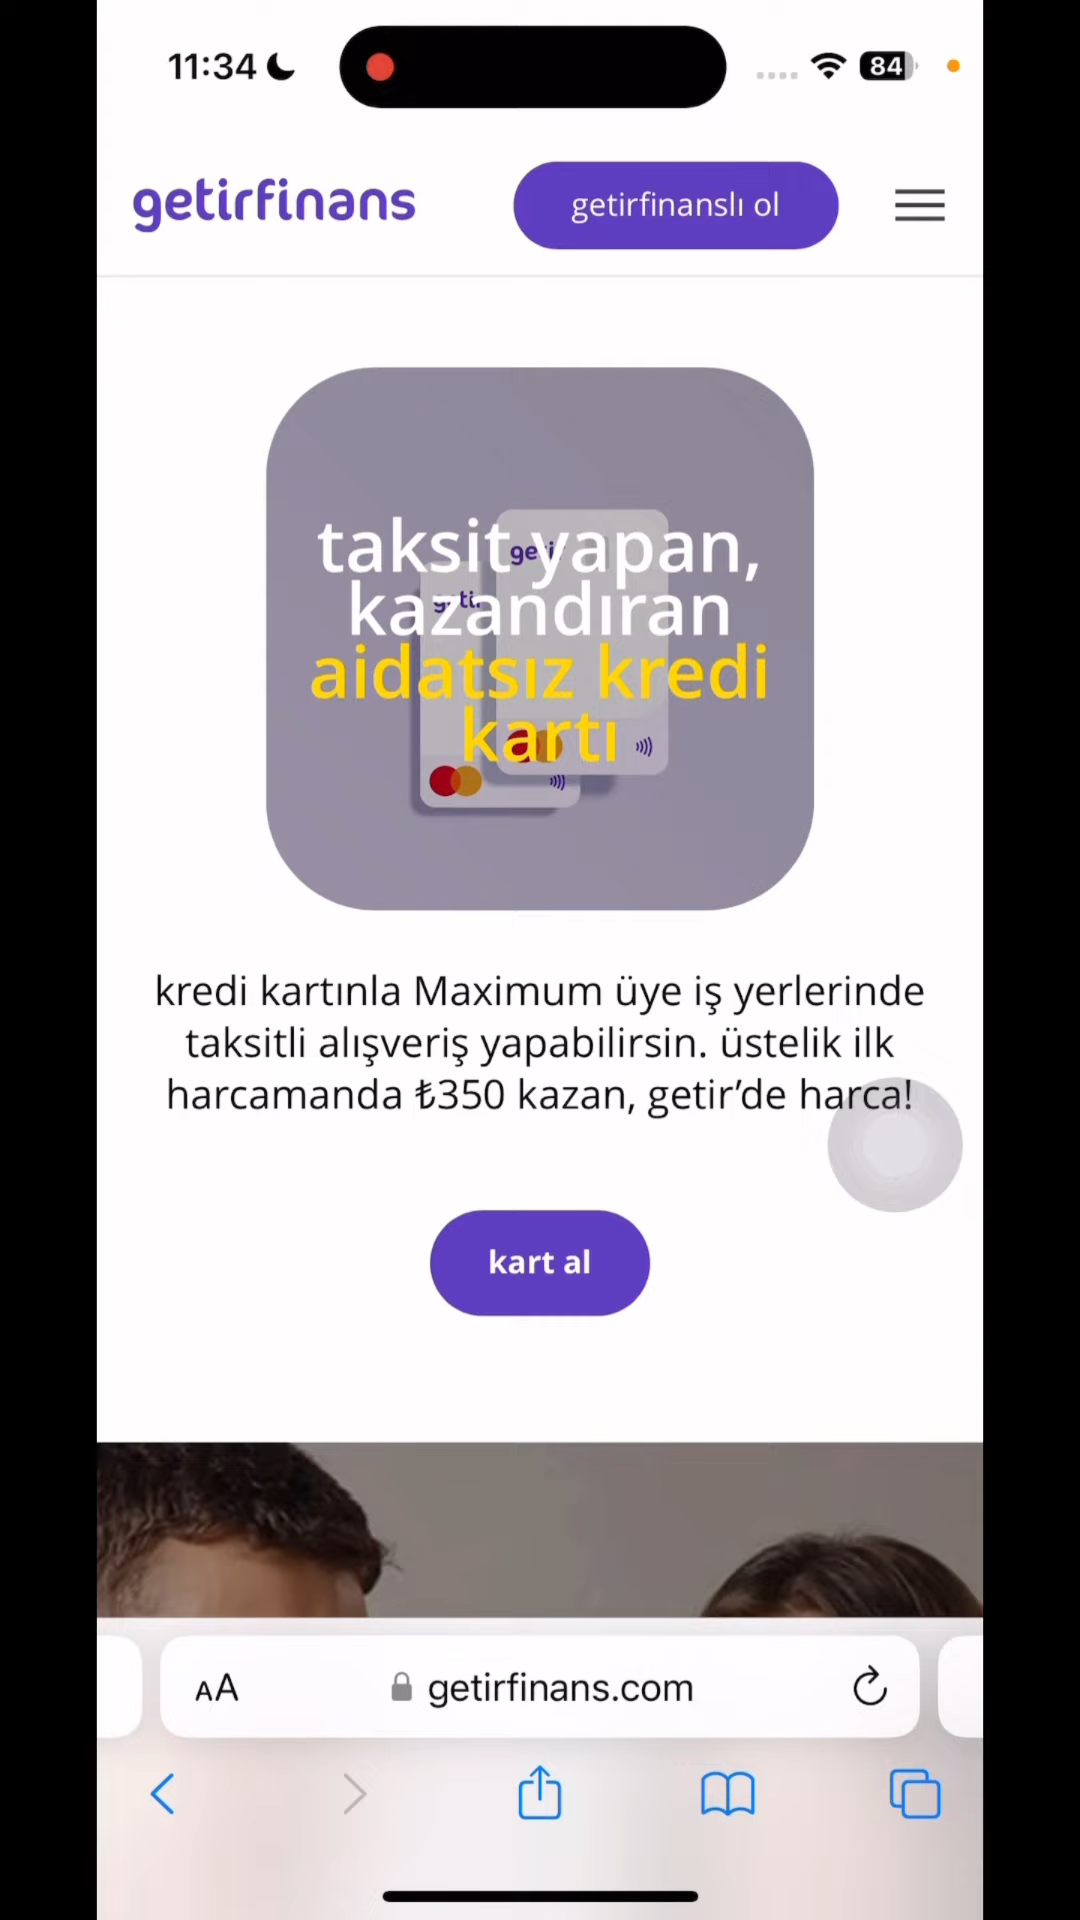 11:34
84
getirfinans
getirfinanslı ol
taksit yapan,
kazandıran
aidatsız kredi
kartı
kredi kartınla Maximum üye iş yerlerinde
taksitli alışveriş yapabilirsin. üstelik ilk
harcamanda ₺350 kazan, getir’de harca!
kart al
AA
getirfinans.com